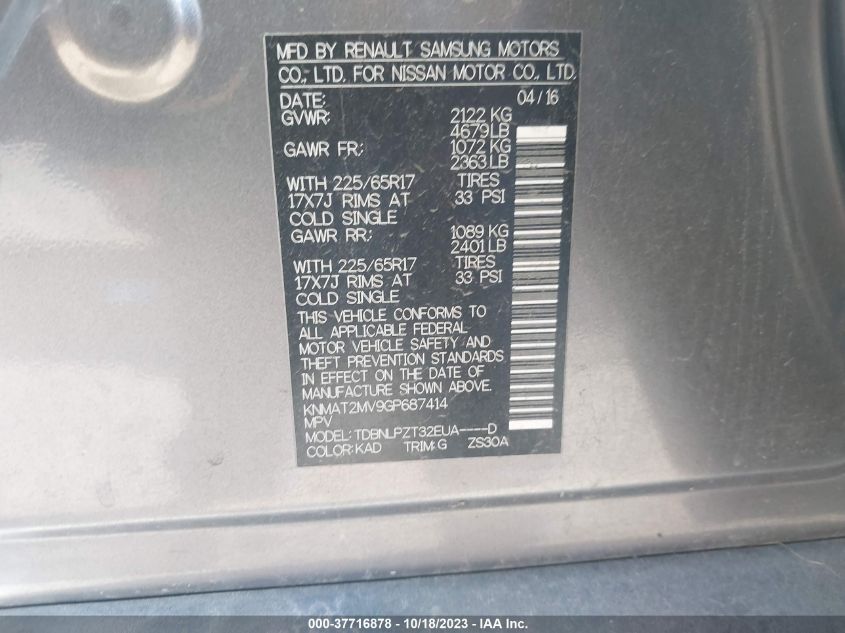 MFD BY RENAULT SAMSUNG MOTORS
CO., LTD. FOR NISSAN MOTOR CO., LTD.
DATE: 04/16
GVWR: 2122 KG
4679 LB
GAWR FR: 1072 KG
2363 LB
WITH 225/65R17 TIRES
17X7J RIMS AT 33 PSI
COLD SINGLE
GAWR RR: 1089 KG
2401 LB
WITH 225/65R17 TIRES
17X7J RIMS AT 33 PSI
COLD SINGLE
THIS VEHICLE CONFORMS TO
ALL APPLICABLE FEDERAL
MOTOR VEHICLE SAFETY AND
THEFT PREVENTION STANDARDS
IN EFFECT ON THE DATE OF
MANUFACTURE SHOWN ABOVE.
KNMAT2MV9GP687414
MPV
MODEL: TDBNLPZT32EUA----D
COLOR: KAD TRIM: G ZS30A
000-37716878 - 10/18/2023 - IAA Inc.